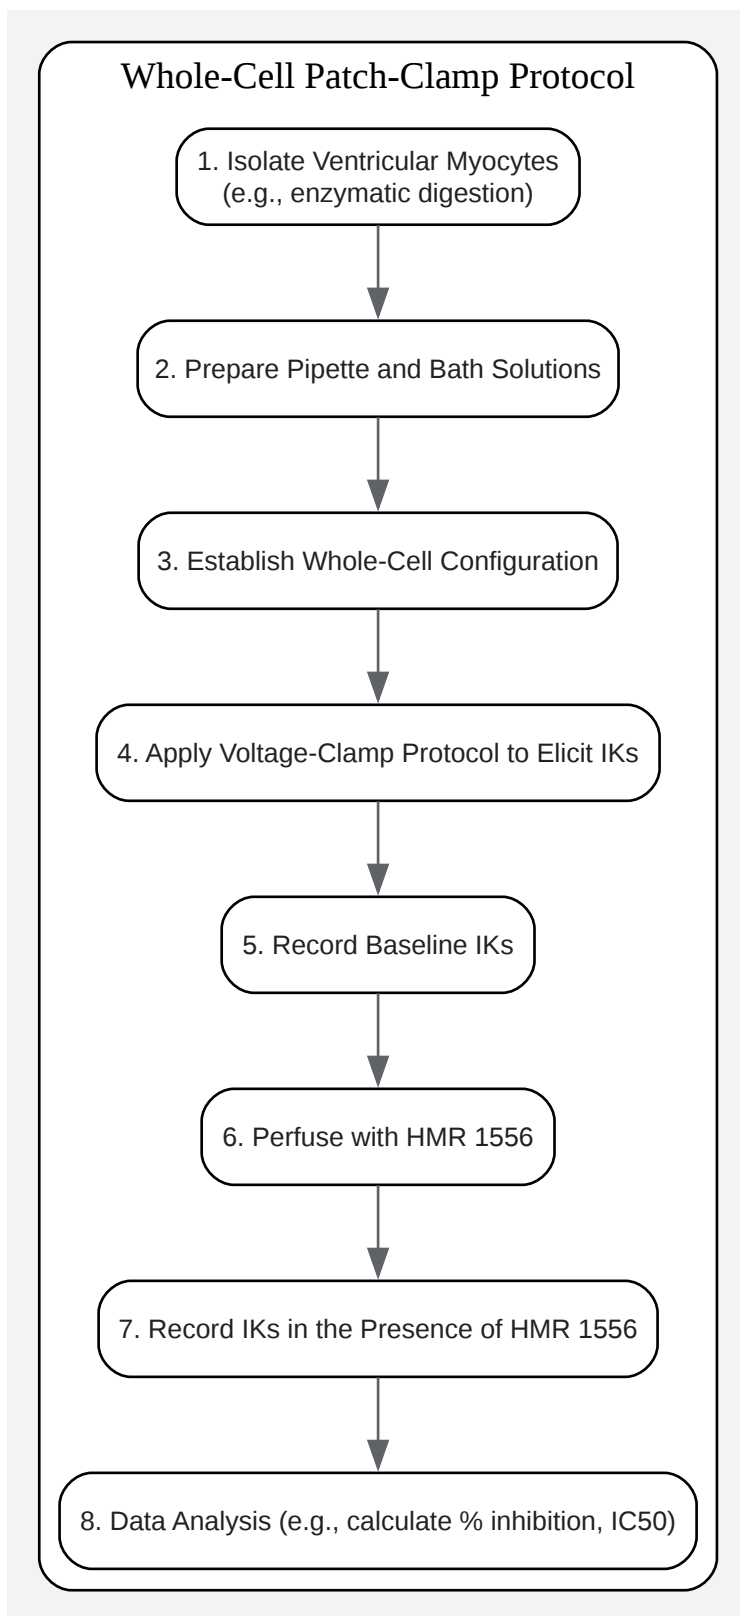 Whole-Cell Patch-Clamp Protocol
1. Isolate Ventricular Myocytes
(e.g., enzymatic digestion)
2. Prepare Pipette and Bath Solutions
3. Establish Whole-Cell Configuration
4. Apply Voltage-Clamp Protocol to Elicit IKs
5. Record Baseline IKs
6. Perfuse with HMR 1556
7. Record IKs in the Presence of HMR 1556
8. Data Analysis (e.g., calculate % inhibition, IC50)